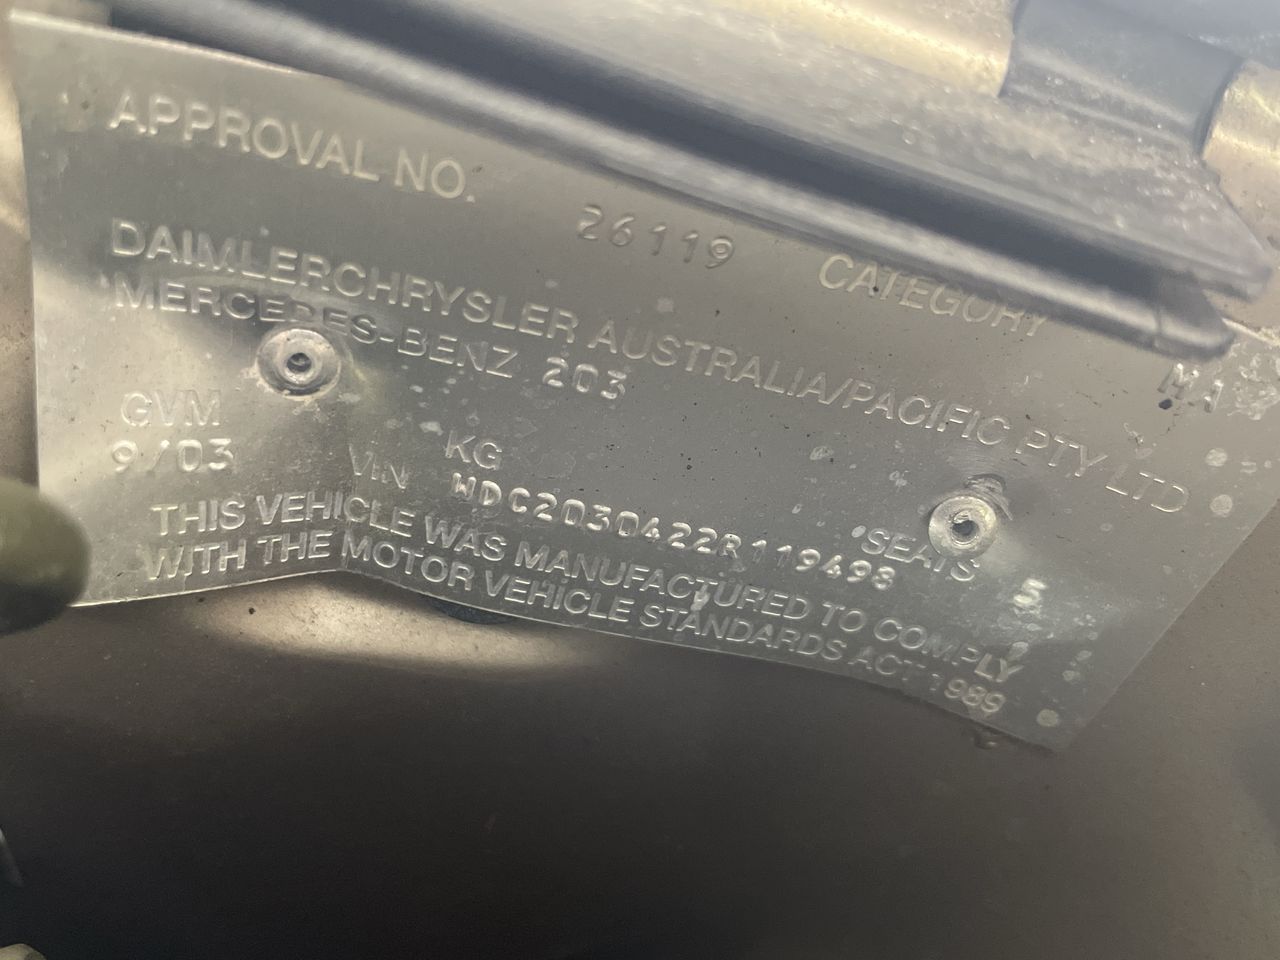 APPROVAL NO. 26119 CATEGORY MA
DAIMLERCHRYSLER AUSTRALIA/PACIFIC PTY LTD
MERCEDES-BENZ 203
GVM KG SEATS 5
9/03 VIN WDC2030422R119498
THIS VEHICLE WAS MANUFACTURED TO COMPLY
WITH THE MOTOR VEHICLE STANDARDS ACT 1989